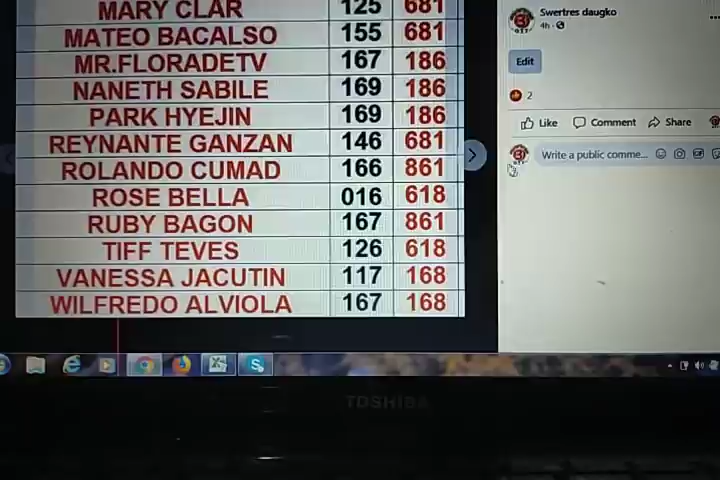 MARY CLAR 125 681
MATEO BACALSO 155 681
MR.FLORADETV 167 186
NANETH SABILE 169 186
PARK HYEJIN 169 186
REYNANTE GANZAN 146 681
ROLANDO CUMAD 166 861
ROSE BELLA 016 618
RUBY BAGON 167 861
TIFF TEVES 126 618
VANESSA JACUTIN 117 168
WILFREDO ALVIOLA 167 168
Swertres daugko
4h
Edit
2
Like Comment Share
Write a public comme...
TOSHIBA